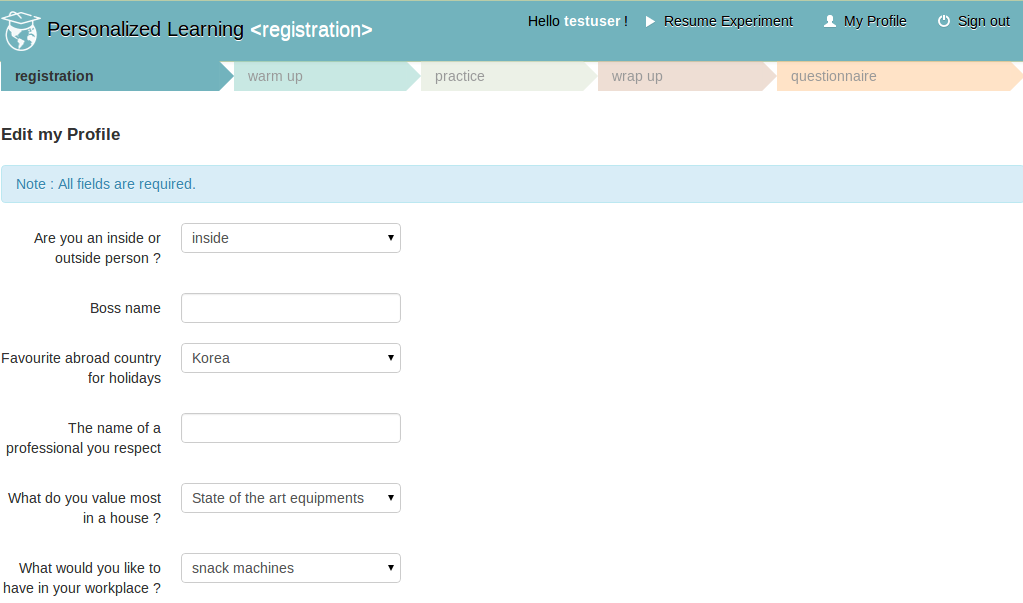 Personalized Learning <registration>
Hello testuser ! Resume Experiment My Profile Sign out
registration warm up practice wrap up questionnaire
Edit my Profile
Note : All fields are required.
Are you an inside or
outside person ?
inside
Boss name
Favourite abroad country
for holidays
Korea
The name of a
professional you respect
What do you value most
in a house ?
State of the art equipments
What would you like to
have in your workplace ?
snack machines